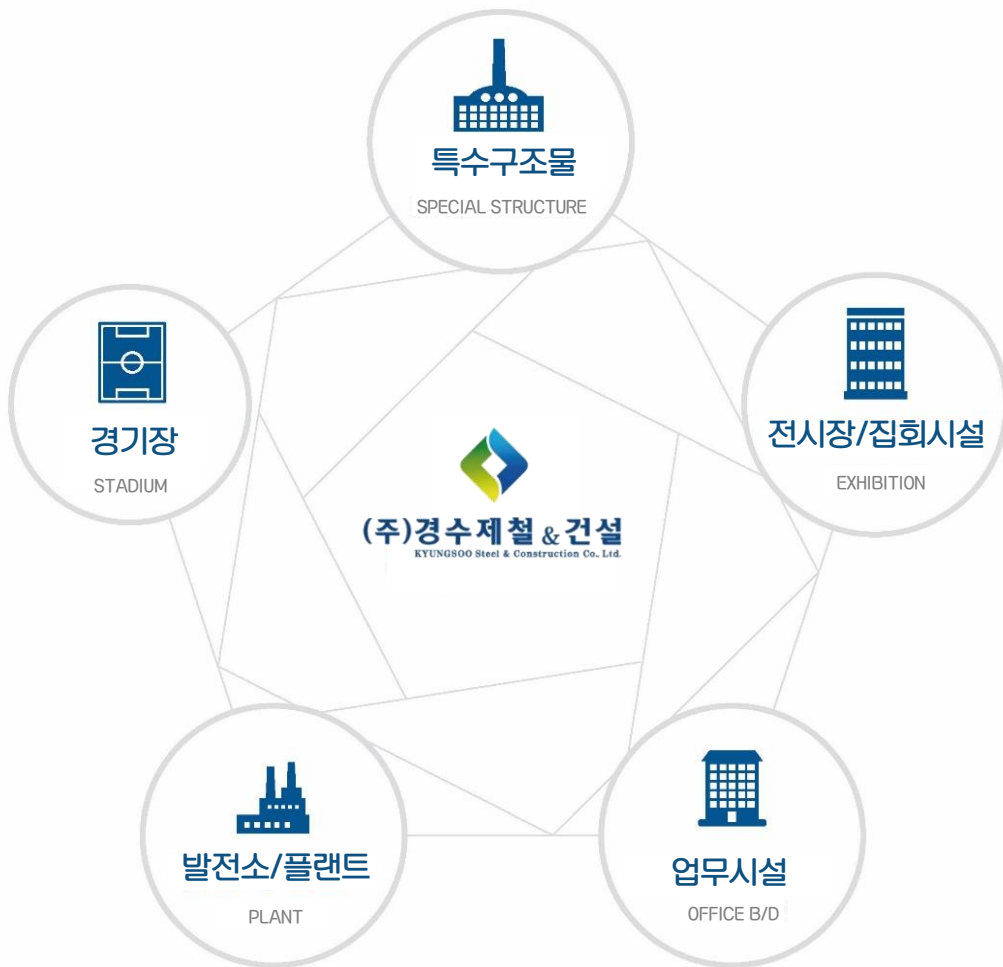 특수구조물
SPECIAL STRUCTURE
경기장
STADIUM
전시장/집회시설
EXHIBITION
(주)경수제철 & 건설
KYUNGSOO Steel & Construction Co., Ltd.
발전소/플랜트
PLANT
업무시설
OFFICE B/D